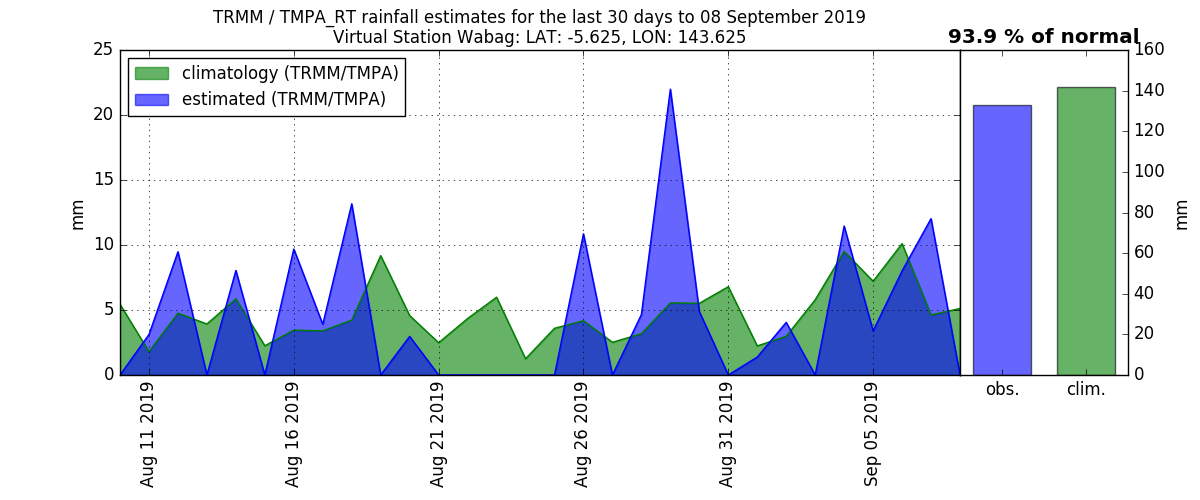 TRMM / TMPA_RT rainfall estimates for the last 30 days to 08 September 2019
Virtual Station Wabag: LAT: -5.625, LON: 143.625
93.9 % of normal
climatology (TRMM/TMPA)
estimated (TRMM/TMPA)
25
20
15
10
5
0
mm
160
140
120
100
80
60
40
20
0
mm
Aug 11 2019
Aug 16 2019
Aug 21 2019
Aug 26 2019
Aug 31 2019
Sep 05 2019
obs.
clim.